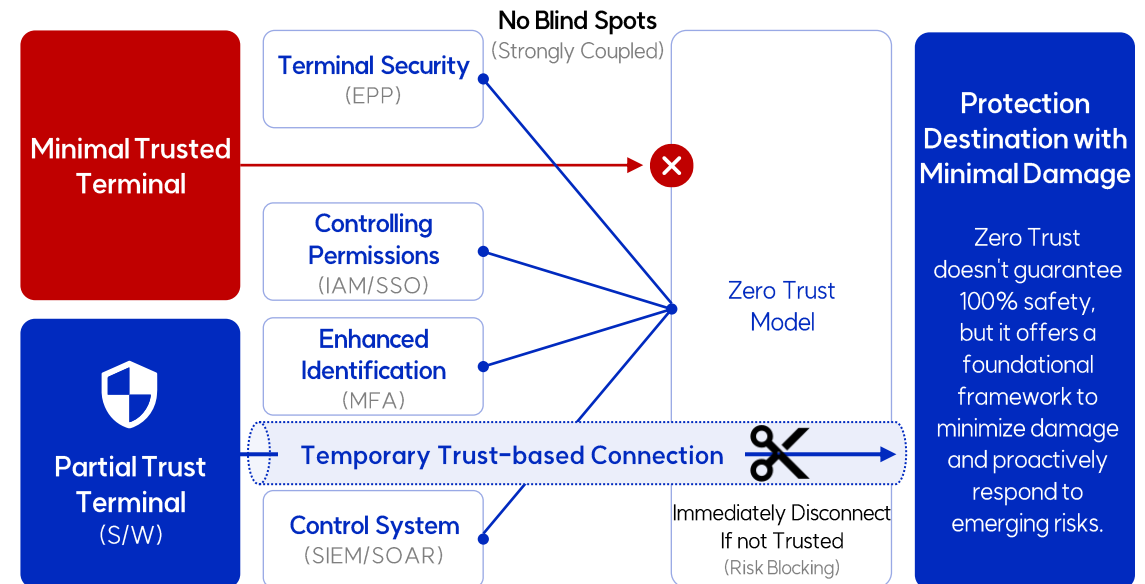 No Blind Spots
(Strongly Coupled)
Minimal Trusted
Terminal
Partial Trust
Terminal
(S/W)
Terminal Security
(EPP)
Controlling
Permissions
(IAM/SSO)
Enhanced
Identification
(MFA)
Temporary Trust-based Connection
Control System
(SIEM/SOAR)
Zero Trust
Model
Immediately Disconnect
If not Trusted
(Risk Blocking)
Protection
Destination with
Minimal Damage
Zero Trust
doesn't guarantee
100% safety,
but it offers a
foundational
framework to
minimize damage
and proactively
respond to
emerging risks.